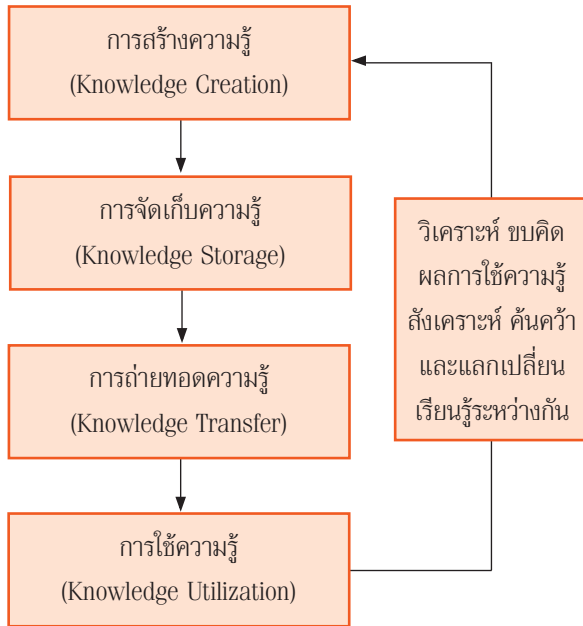 การสร้างความรู้
(Knowledge Creation)
การจัดเก็บความรู้
(Knowledge Storage)
การถ่ายทอดความรู้
(Knowledge Transfer)
การใช้ความรู้
(Knowledge Utilization)
วิเคราะห์ ขบคิด
ผลการใช้ความรู้
สังเคราะห์ ค้นคว้า
และแลกเปลี่ยน
เรียนรู้ระหว่างกัน